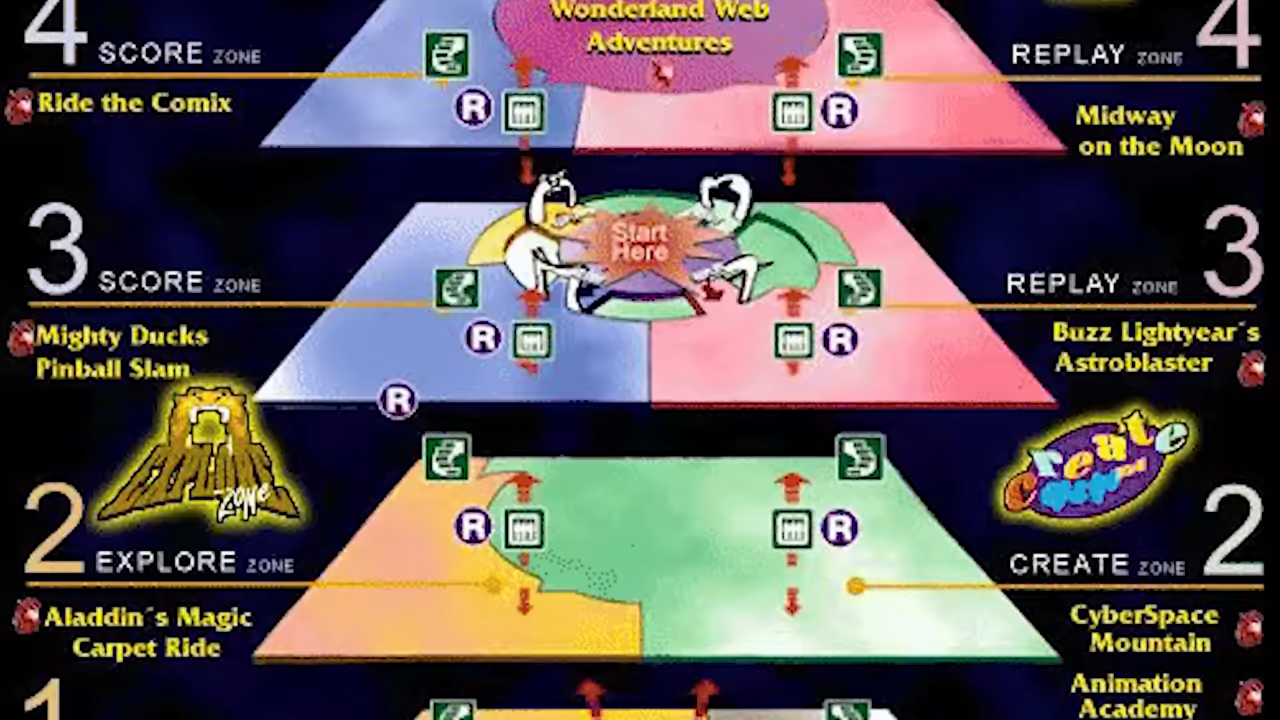 Wonderland Web
Adventures
4
SCORE ZONE
REPLAY ZONE
4
Ride the Comix
Midway
on the Moon
R
R
3
SCORE ZONE
Start
Here
REPLAY ZONE
3
Mighty Ducks
Pinball Slam
Buzz Lightyear´s
Astroblaster
R
R
R
EXPLORE
ZONE
Create
2
EXPLORE ZONE
R
R
CREATE ZONE
2
Aladdin´s Magic
Carpet Ride
CyberSpace
Mountain
Animation
Academy
1